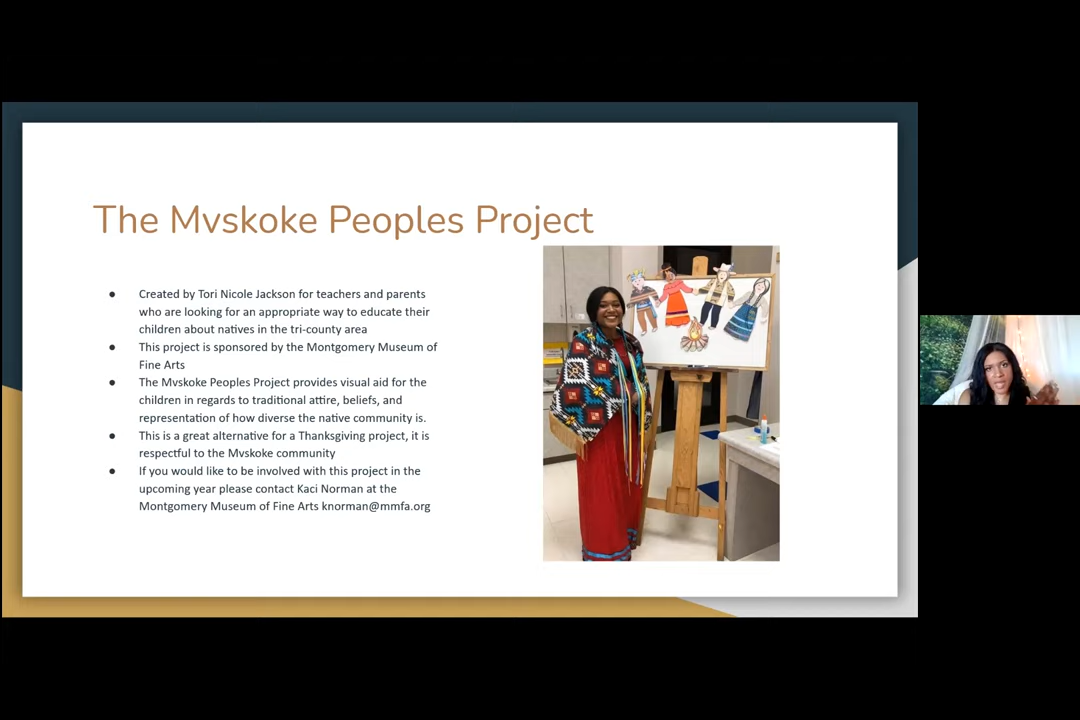 The Mvskoke Peoples Project
● Created by Tori Nicole Jackson for teachers and parents
who are looking for an appropriate way to educate their
children about natives in the tri-county area
● This project is sponsored by the Montgomery Museum of
Fine Arts
● The Mvskoke Peoples Project provides visual aid for the
children in regards to traditional attire, beliefs, and
representation of how diverse the native community is.
● This is a great alternative for a Thanksgiving project, it is
respectful to the Mvskoke community
● If you would like to be involved with this project in the
upcoming year please contact Kaci Norman at the
Montgomery Museum of Fine Arts knorman@mmfa.org